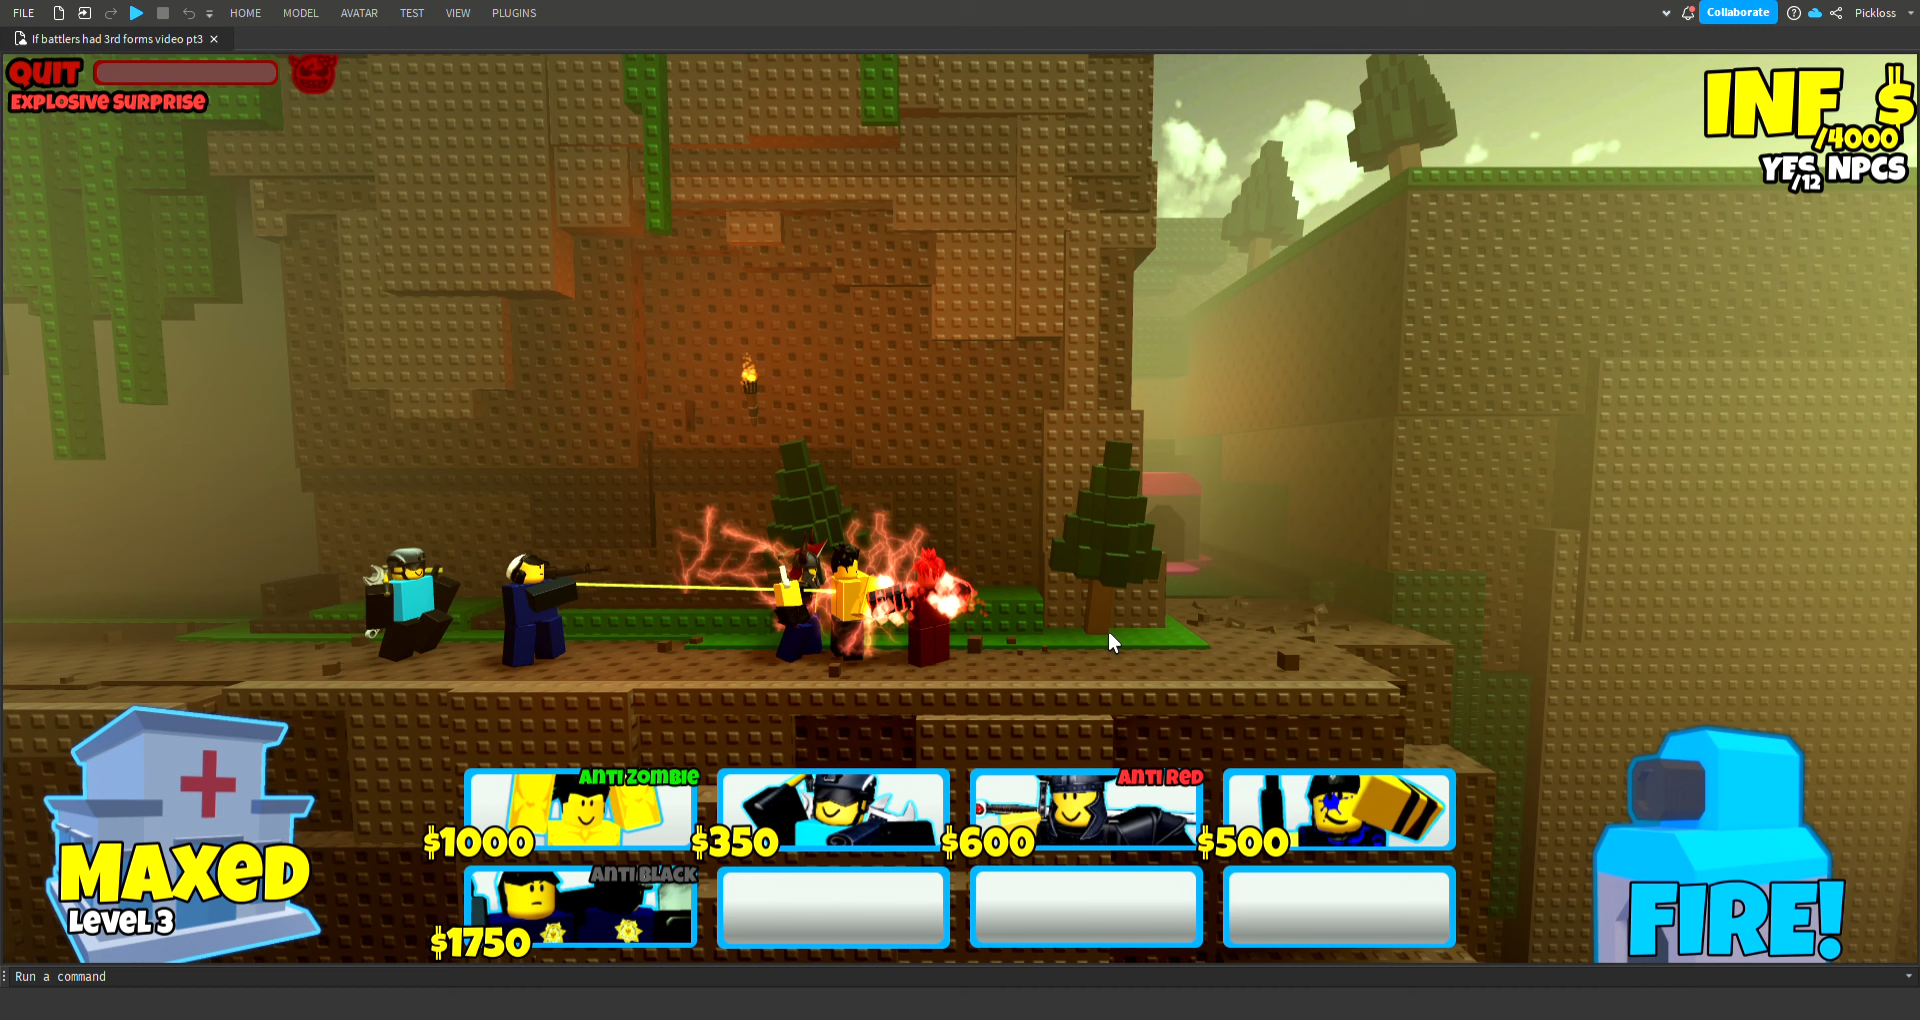 FILE HOME MODEL AVATAR TEST VIEW PLUGINS Collaborate Pickloss
If battlers had 3rd forms video pt3
QUIT
EXPLOSIVE SURPRISE
INF $
/4000
YES NPCS
/12
ANTI ZOMBIE
ANTI RED
$1000 $350 $600 $500
MAXED
Level 3
ANTI BLACK
$1750
FIRE!
Run a command